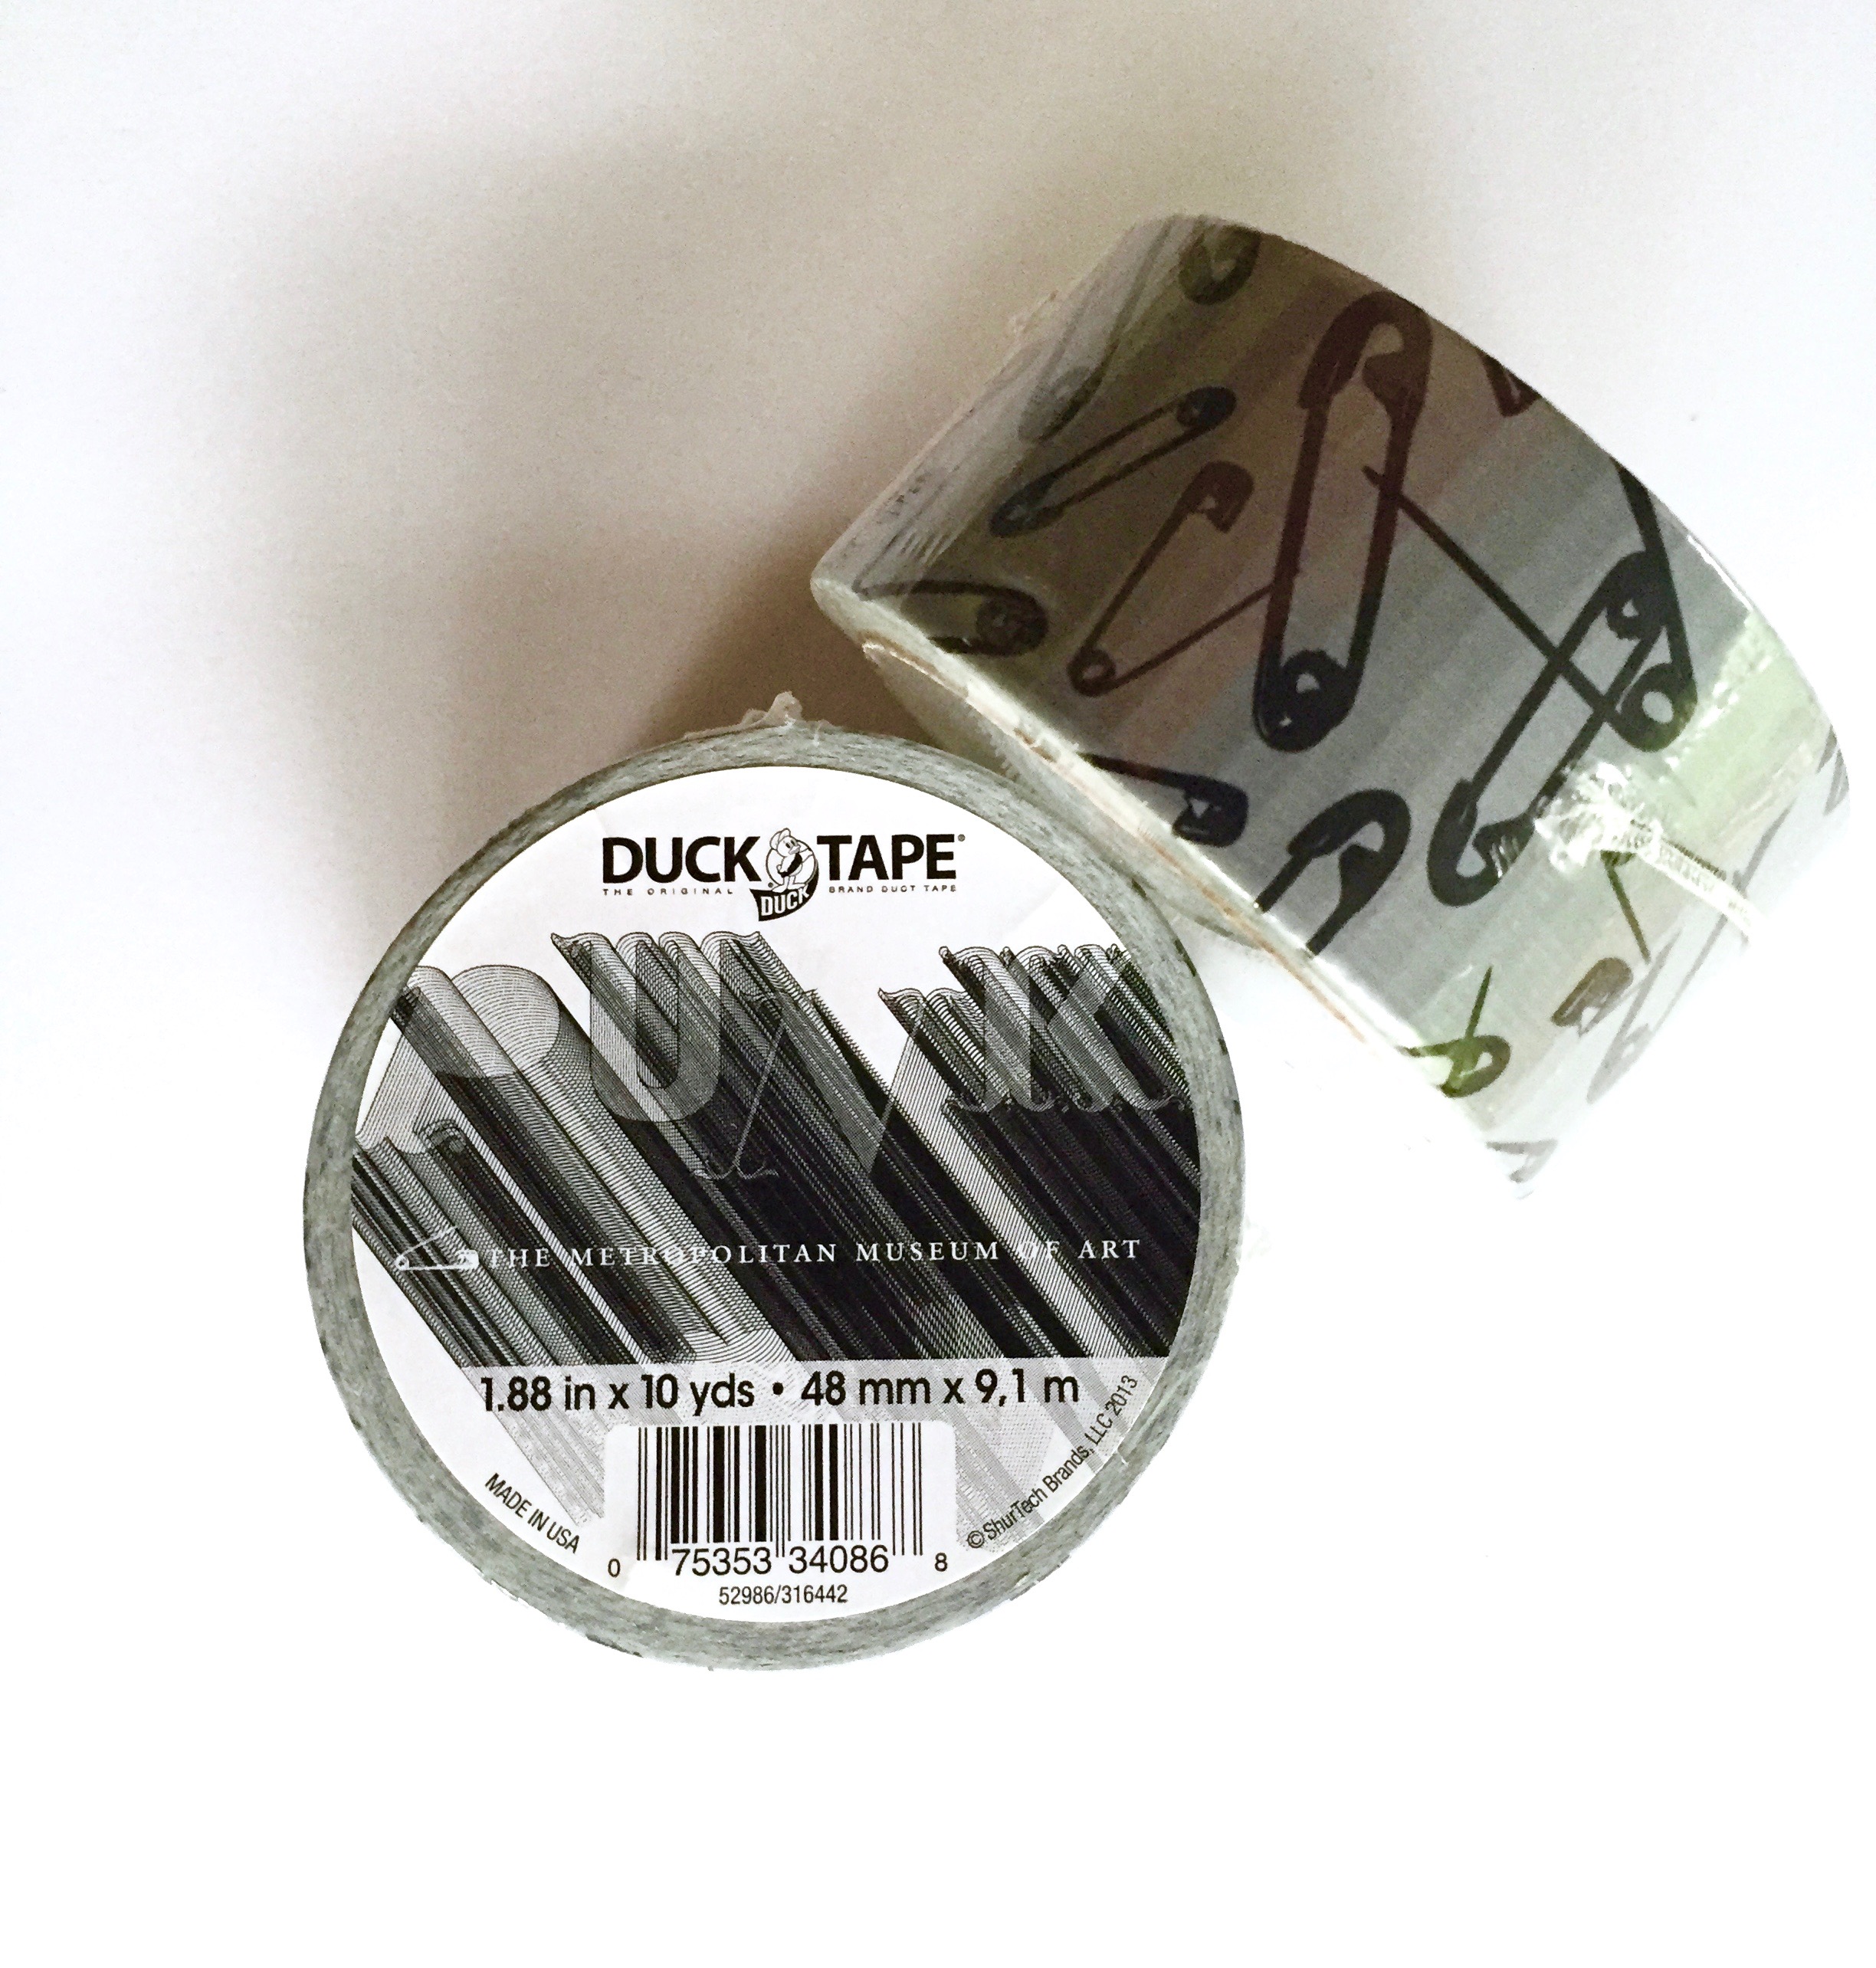 DUCK TAPE®
THE ORIGINAL BRAND DUCT TAPE
DUCK
PUNK
THE METROPOLITAN MUSEUM OF ART
1.88 in x 10 yds • 48 mm x 9,1 m
MADE IN USA
©ShurTech Brands, LLC 2013
0 75353 34086 8
52986/316442